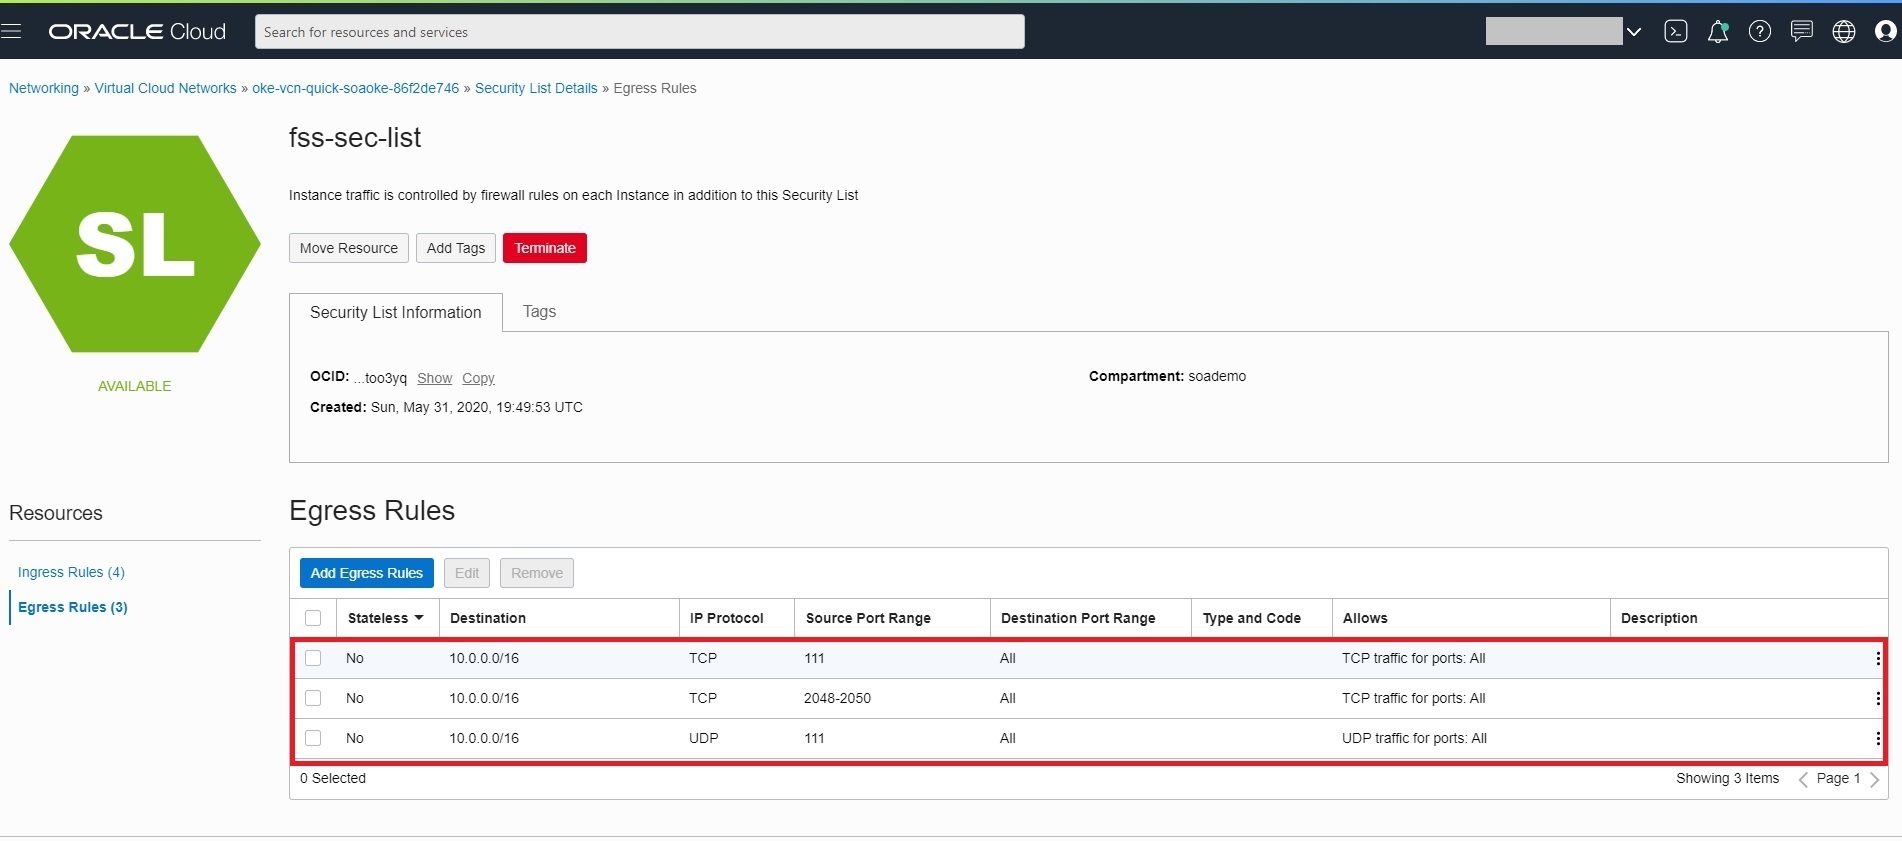 ORACLE Cloud
Search for resources and services
Networking » Virtual Cloud Networks » oke-vcn-quick-soaoke-86f2de746 » Security List Details » Egress Rules
SL
AVAILABLE
fss-sec-list
Instance traffic is controlled by firewall rules on each Instance in addition to this Security List
Move Resource Add Tags Terminate
Security List Information Tags
OCID: ...too3yq Show Copy Compartment: soademo
Created: Sun, May 31, 2020, 19:49:53 UTC
Resources
Ingress Rules (4)
Egress Rules (3)
Egress Rules
Add Egress Rules Edit Remove
Stateless Destination IP Protocol Source Port Range Destination Port Range Type and Code Allows Description
No 10.0.0.0/16 TCP 111 All TCP traffic for ports: All
No 10.0.0.0/16 TCP 2048-2050 All TCP traffic for ports: All
No 10.0.0.0/16 UDP 111 All UDP traffic for ports: All
0 Selected Showing 3 Items Page 1